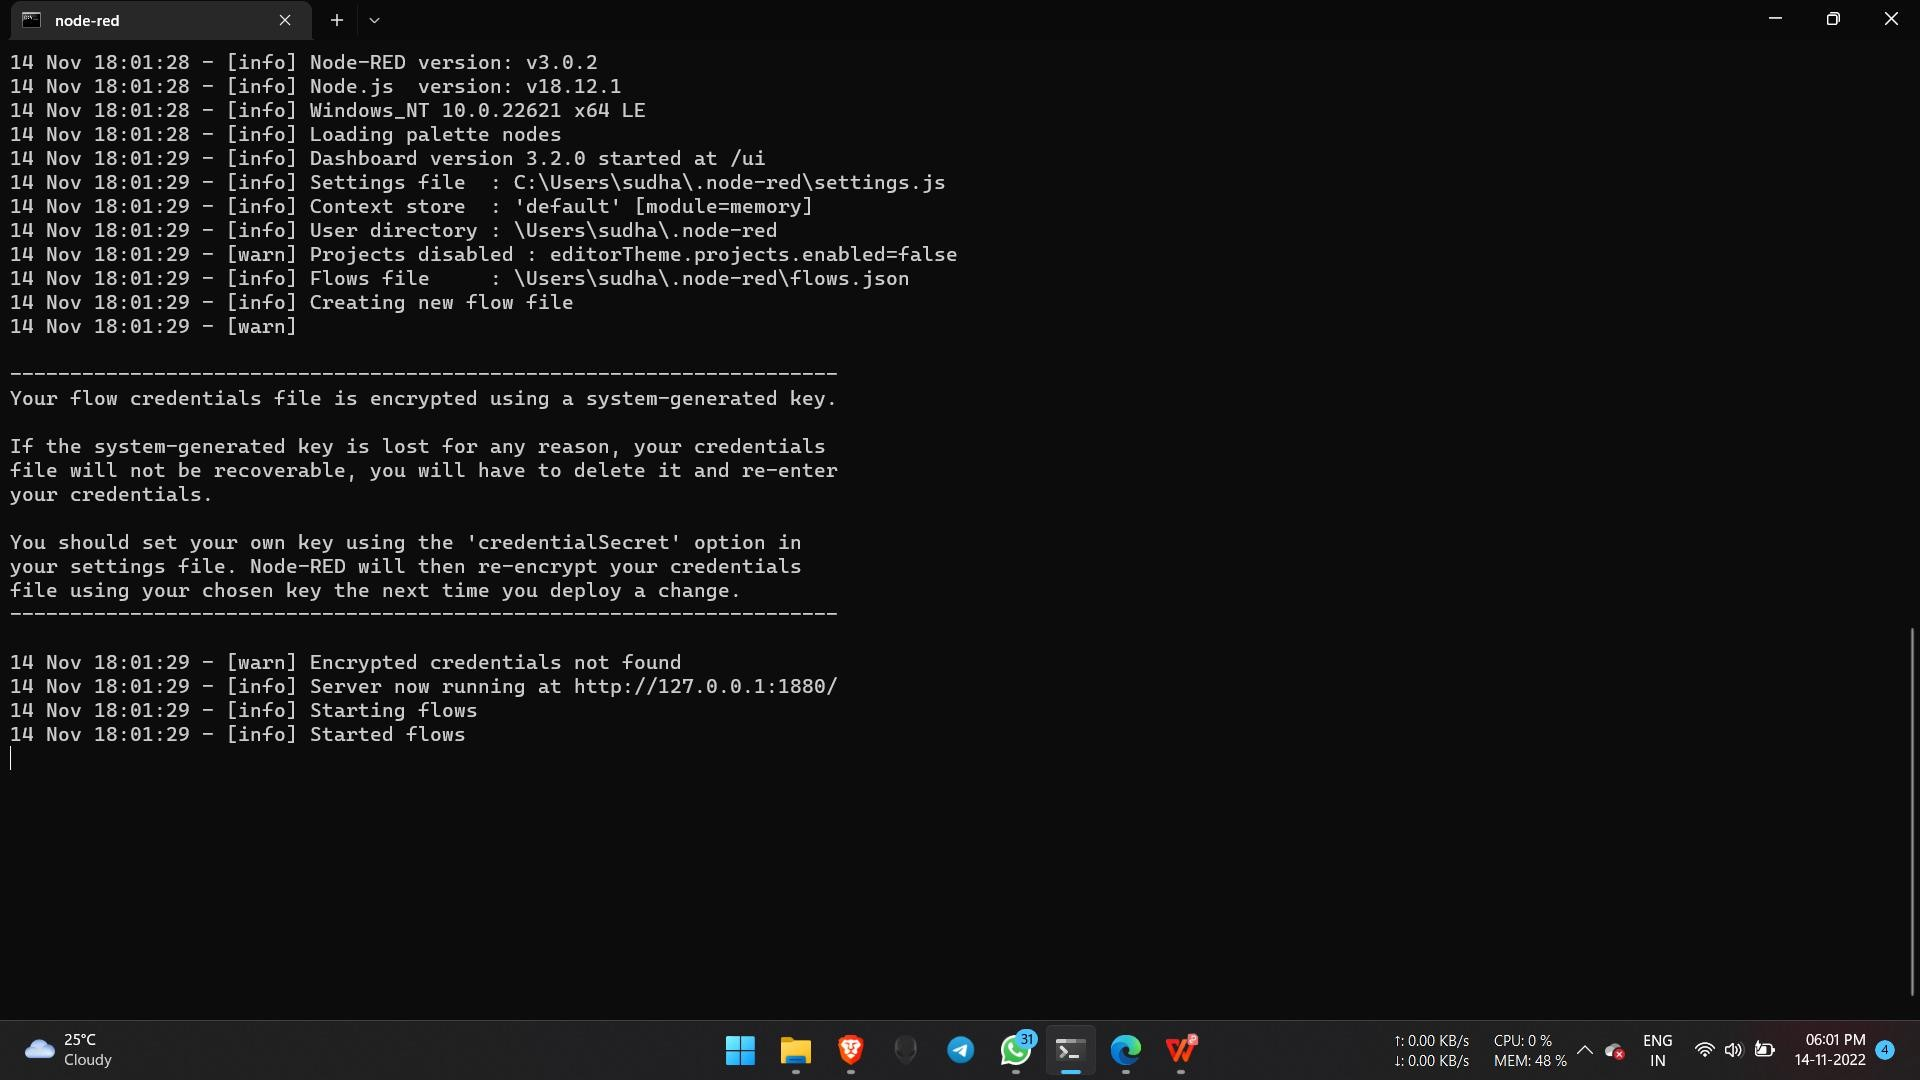 node-red
14 Nov 18:01:28 - [info] Node-RED version: v3.0.2
14 Nov 18:01:28 - [info] Node.js  version: v18.12.1
14 Nov 18:01:28 - [info] Windows_NT 10.0.22621 x64 LE
14 Nov 18:01:28 - [info] Loading palette nodes
14 Nov 18:01:29 - [info] Dashboard version 3.2.0 started at /ui
14 Nov 18:01:29 - [info] Settings file  : C:\Users\sudha\.node-red\settings.js
14 Nov 18:01:29 - [info] Context store  : 'default' [module=memory]
14 Nov 18:01:29 - [info] User directory : \Users\sudha\.node-red
14 Nov 18:01:29 - [warn] Projects disabled : editorTheme.projects.enabled=false
14 Nov 18:01:29 - [info] Flows file     : \Users\sudha\.node-red\flows.json
14 Nov 18:01:29 - [info] Creating new flow file
14 Nov 18:01:29 - [warn]
---------------------------------------------------------------------
Your flow credentials file is encrypted using a system-generated key.
If the system-generated key is lost for any reason, your credentials
file will not be recoverable, you will have to delete it and re-enter
your credentials.
You should set your own key using the 'credentialSecret' option in
your settings file. Node-RED will then re-encrypt your credentials
file using your chosen key the next time you deploy a change.
---------------------------------------------------------------------
14 Nov 18:01:29 - [warn] Encrypted credentials not found
14 Nov 18:01:29 - [info] Server now running at http://127.0.0.1:1880/
14 Nov 18:01:29 - [info] Starting flows
14 Nov 18:01:29 - [info] Started flows
25°C
Cloudy
31
↑: 0.00 KB/s
↓: 0.00 KB/s
CPU: 0 %
MEM: 48 %
ENG
IN
06:01 PM
14-11-2022
4